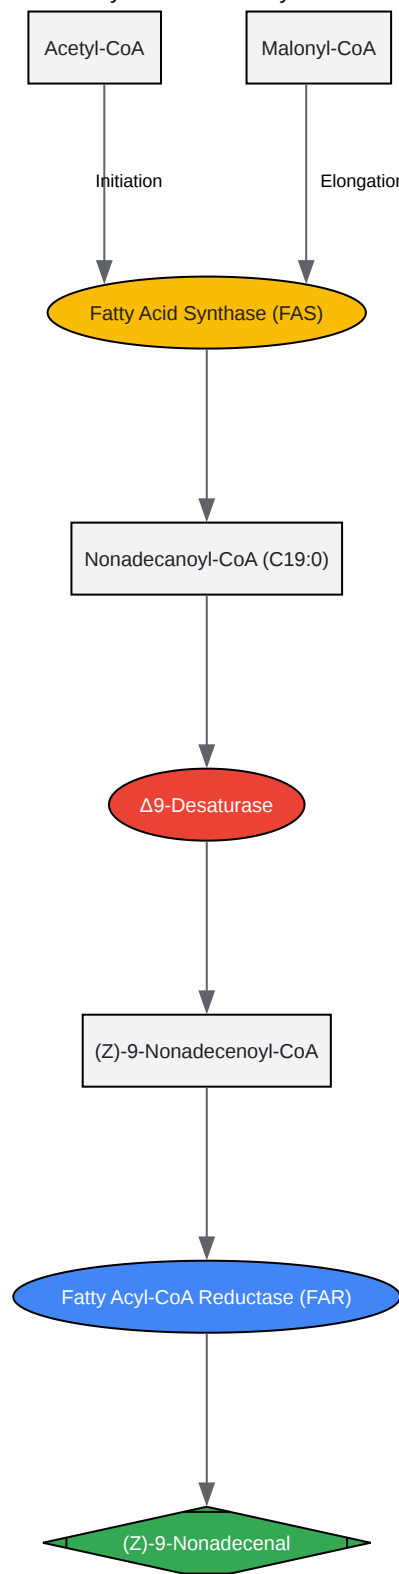 Acetyl-CoA
Malonyl-CoA
Initiation
Elongation
Fatty Acid Synthase (FAS)
Nonadecanoyl-CoA (C19:0)
Δ9-Desaturase
(Z)-9-Nonadecenoyl-CoA
Fatty Acyl-CoA Reductase (FAR)
(Z)-9-Nonadecenal